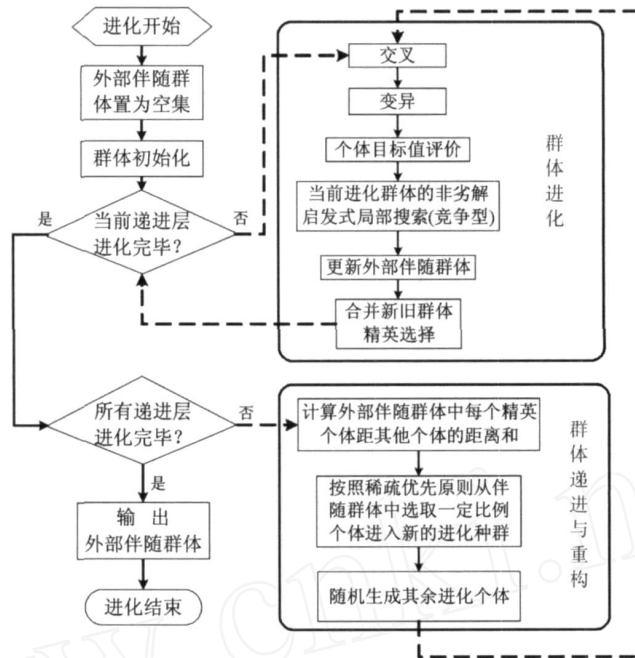 进化开始
外部伴随群
体置为空集
群体初始化
是
当前递进层
进化完毕?
否
交叉
变异
个体目标值评价
当前进化群体的非劣解
启发式局部搜索(竞争型)
更新外部伴随群体
合并新旧群体
精英选择
群体进化
所有递进层
进化完毕?
否
是
输 出
外部伴随群体
进化结束
计算外部伴随群体中每个精英
个体距其他个体的距离和
按照稀疏优先原则从伴
随群体中选取一定比例
个体进入新的进化种群
随机生成其余进化个体
群体递进与重构